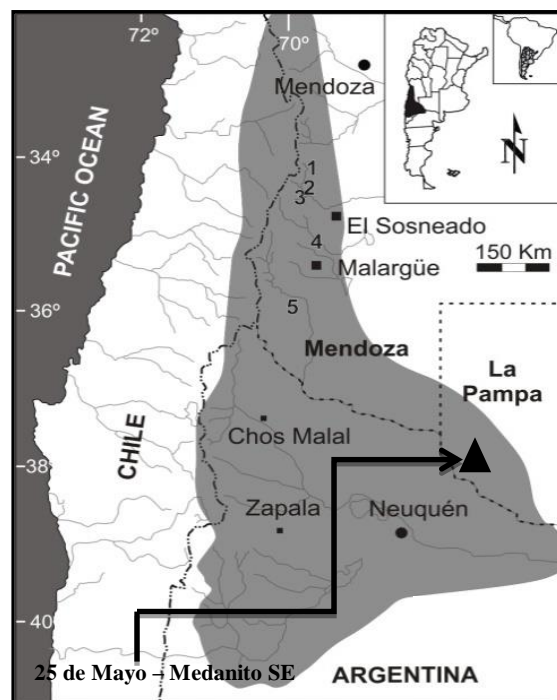 72º
70º
Mendoza
PACIFIC OCEAN
N
34º
1
2
3
El Sosneado
4
Malargüe
150 Km
36º
5
Mendoza
La
Pampa
CHILE
Chos Malal
38º
Zapala
Neuquén
40º
25 de Mayo – Medanito SE
ARGENTINA